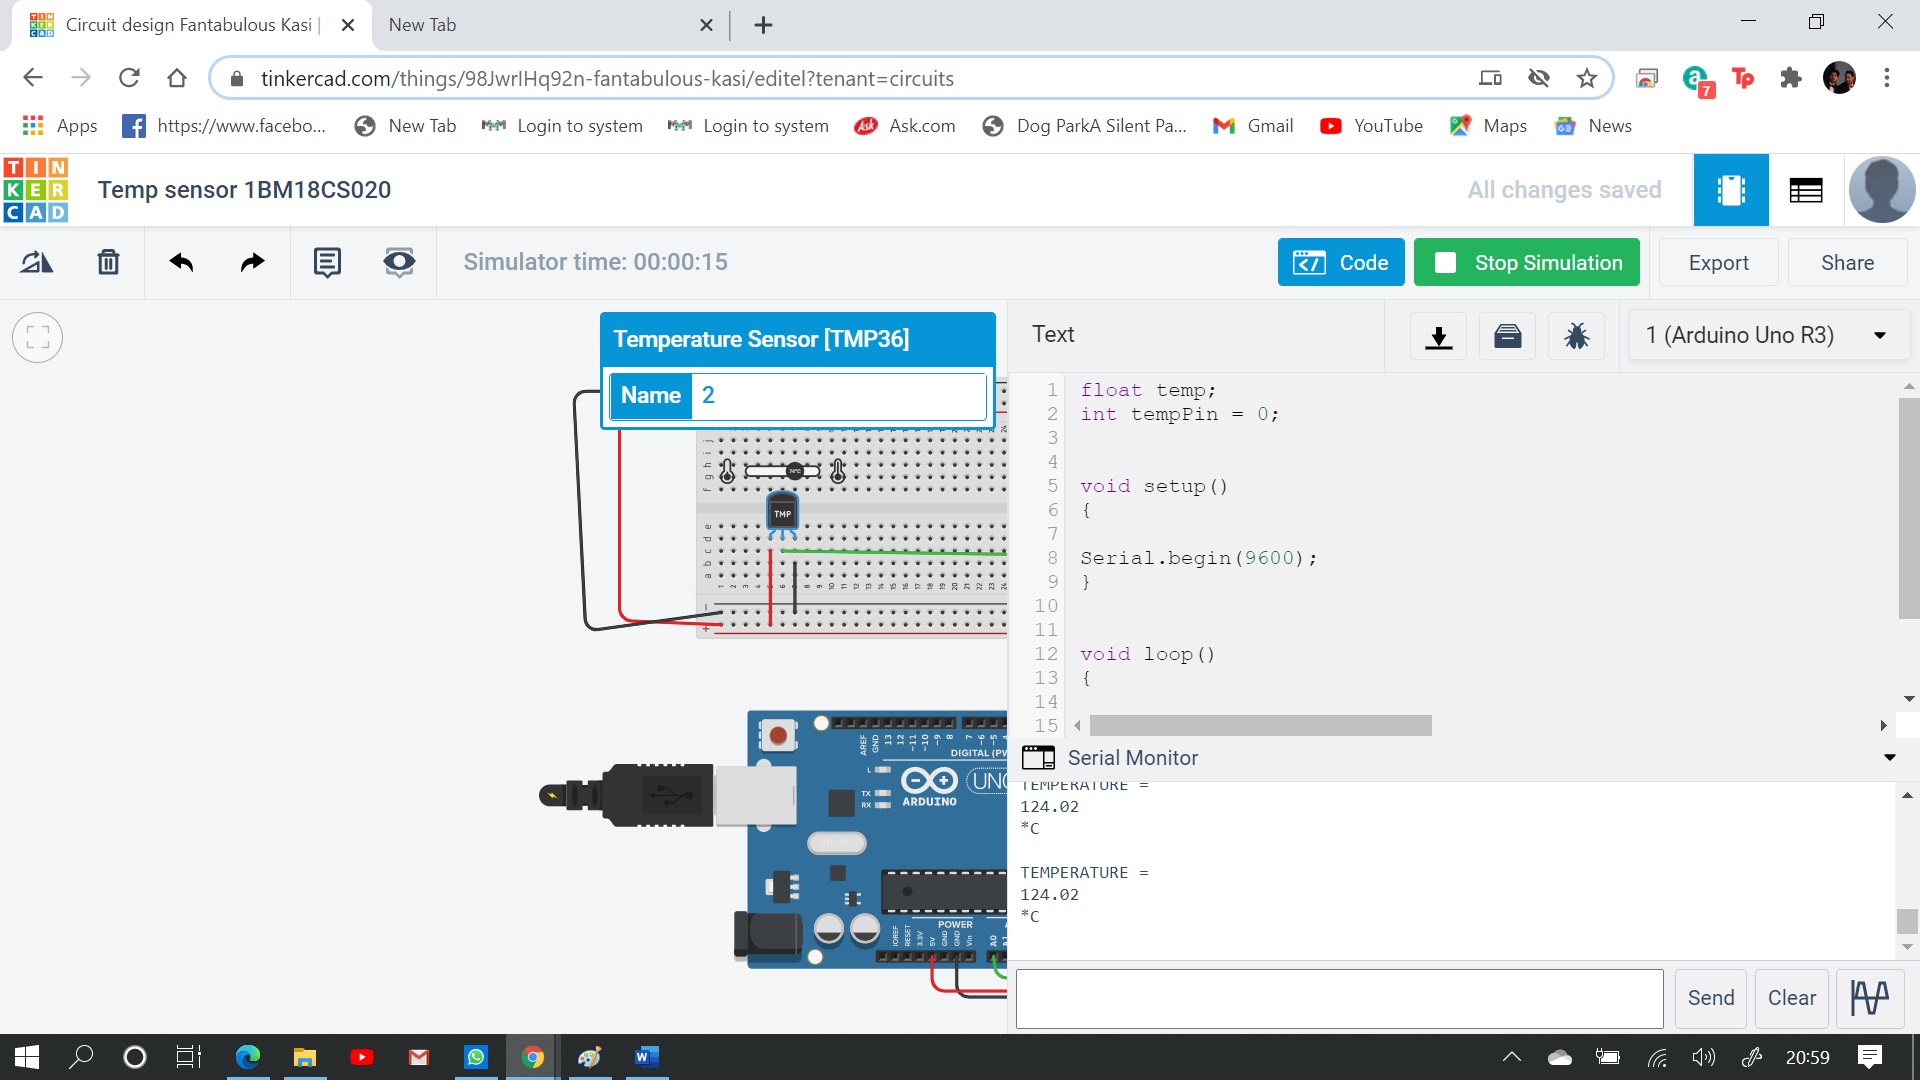 Circuit design Fantabulous Kasi |
New Tab
tinkercad.com/things/98JwrlHq92n-fantabulous-kasi/editel?tenant=circuits
7
Tp
Apps
https://www.facebo...
New Tab
Login to system
Login to system
Ask.com
Dog ParkA Silent Pa...
Gmail
YouTube
Maps
News
TIN
KER
CAD
Temp sensor 1BM18CS020
All changes saved
Simulator time: 00:00:15
Code
Stop Simulation
Export
Share
Temperature Sensor [TMP36]
Name 2
TMP
Text
1 (Arduino Uno R3)
1 float temp;
2 int tempPin = 0;
3
4
5 void setup()
6 {
7
8 Serial.begin(9600);
9 }
10
11
12 void loop()
13 {
14
15
AREF
GND
13
12
~11
~10
~9
8
7
~6
~5
DIGITAL (PW
L
TX
RX
UNO
ARDUINO
POWER
IOREF
RESET
3.3V
5V
GND
GND
Vin
A0
Serial Monitor
TEMPERATURE =
124.02
*C
TEMPERATURE =
124.02
*C
Send
Clear
20:59